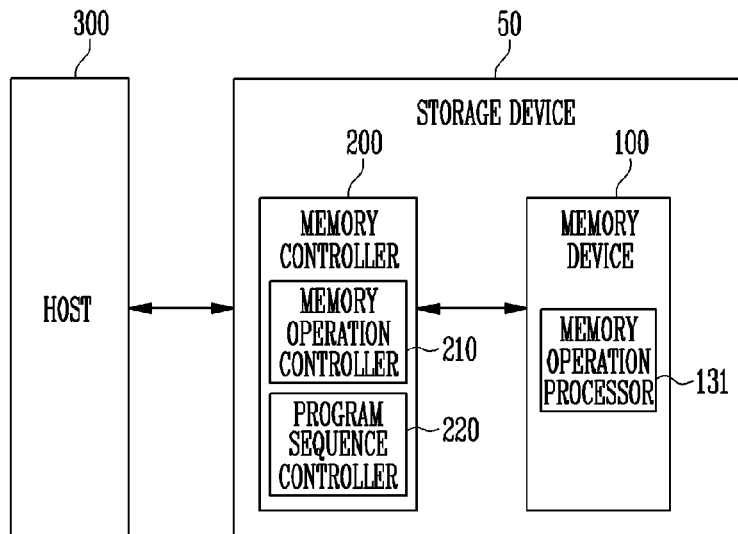 300
50
STORAGE DEVICE
200
100
MEMORY
CONTROLLER
MEMORY
DEVICE
HOST
MEMORY
OPERATION
CONTROLLER
210
MEMORY
OPERATION
PROCESSOR
131
PROGRAM
SEQUENCE
CONTROLLER
220